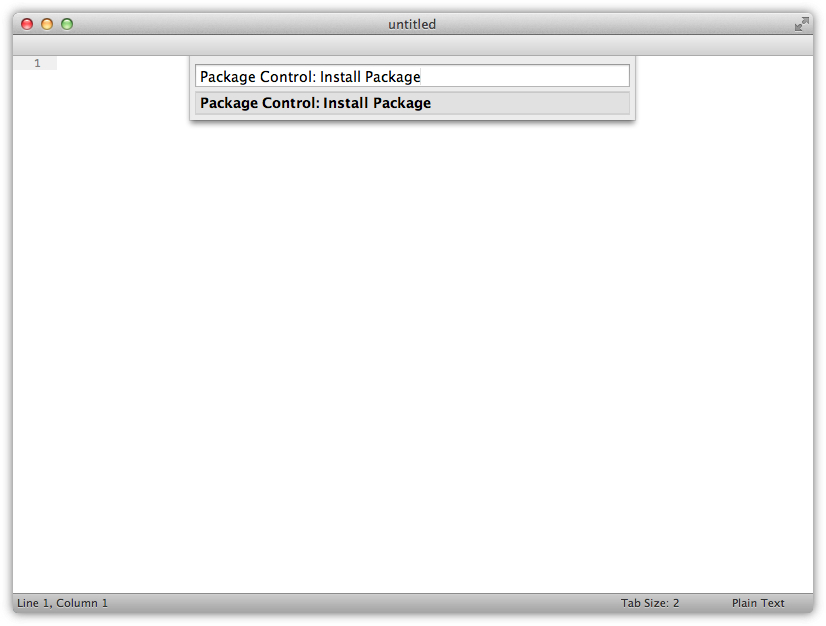 untitled
1
Package Control: Install Package
Package Control: Install Package
Line 1, Column 1
Tab Size: 2
Plain Text